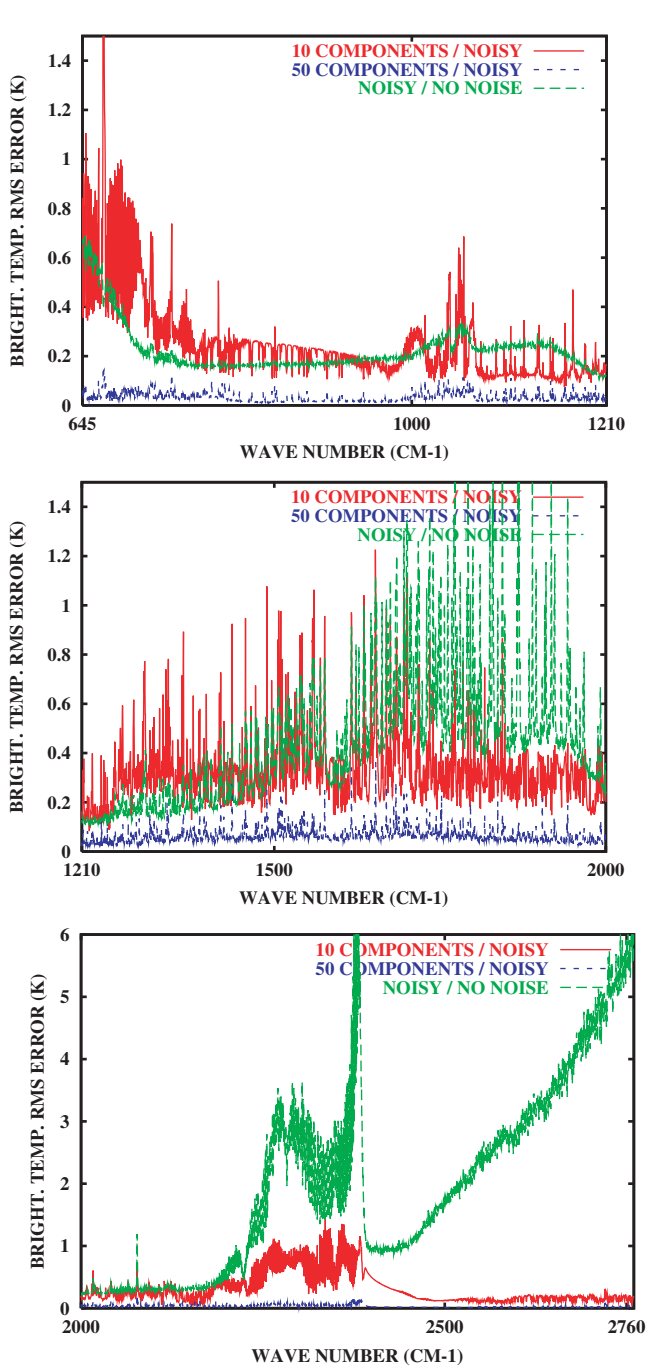 10 COMPONENTS / NOISY
50 COMPONENTS / NOISY
NOISY / NO NOISE
BRIGHT. TEMP. RMS ERROR (K)
1.4
1.2
1
0.8
0.6
0.4
0.2
0
645 1000 1210
WAVE NUMBER (CM-1)
10 COMPONENTS / NOISY
50 COMPONENTS / NOISY
NOISY / NO NOISE
BRIGHT. TEMP. RMS ERROR (K)
1.4
1.2
1
0.8
0.6
0.4
0.2
0
1210 1500 2000
WAVE NUMBER (CM-1)
10 COMPONENTS / NOISY
50 COMPONENTS / NOISY
NOISY / NO NOISE
BRIGHT. TEMP. RMS ERROR (K)
6
5
4
3
2
1
0
2000 2500 2760
WAVE NUMBER (CM-1)